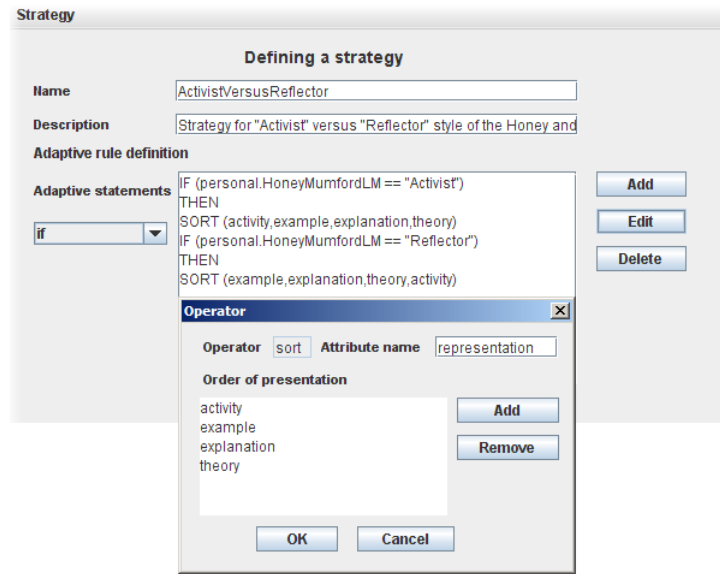 Strategy
Defining a strategy
Name ActivistVersusReflector
Description Strategy for "Activist" versus "Reflector" style of the Honey and
Adaptive rule definition
Adaptive statements
if
IF (personal.HoneyMumfordLM == "Activist")
THEN
SORT (activity,example,explanation,theory)
IF (personal.HoneyMumfordLM == "Reflector")
THEN
SORT (example,explanation,theory,activity)
Add
Edit
Delete
Operator
Operator sort Attribute name representation
Order of presentation
activity
example
explanation
theory
Add
Remove
OK Cancel